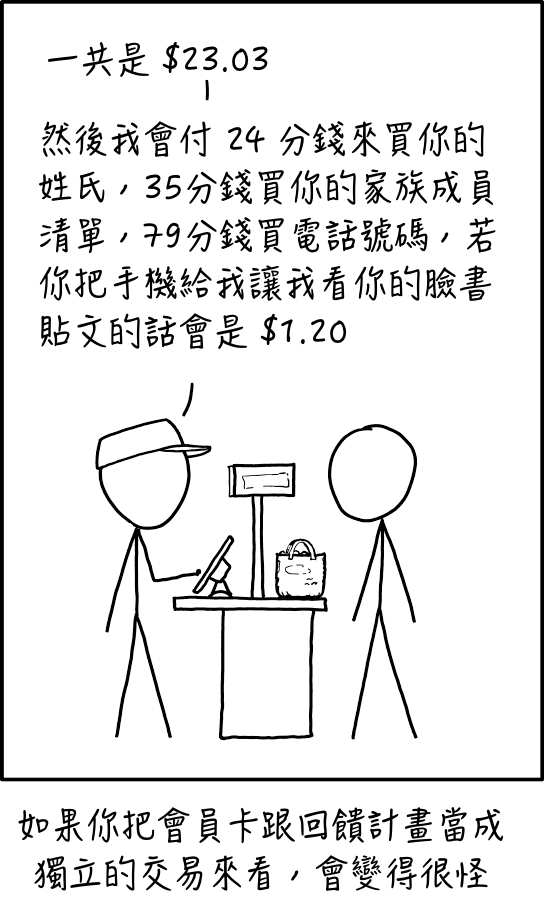 一共是 $23.03
然後我會付 24 分錢來買你的
姓氏，35分錢買你的家族成員
清單，79分錢買電話號碼，若
你把手機給我讓我看你的臉書
貼文的話會是 $1.20
如果你把會員卡跟回饋計畫當成
獨立的交易來看，會變得很怪